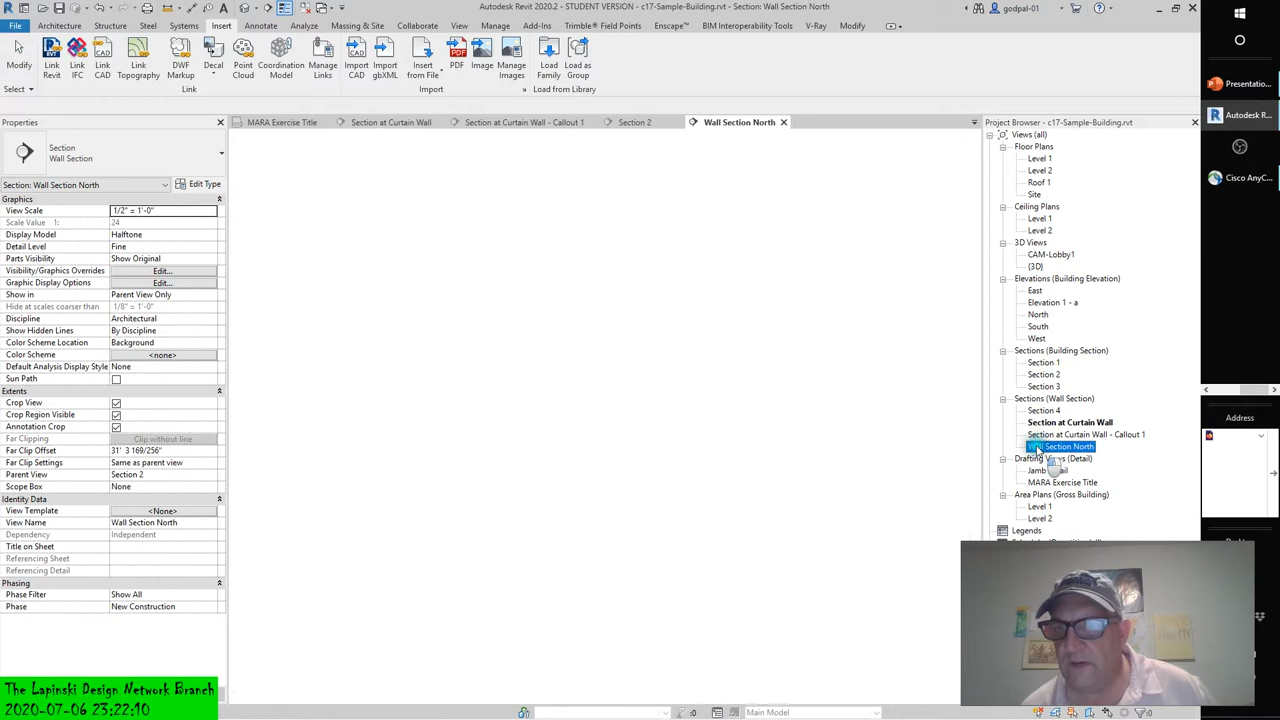 Autodesk Revit 2020.2 - STUDENT VERSION - c17-Sample-Building.rvt - Section: Wall Section North
godpal-01
File Architecture Structure Steel Systems Insert Annotate Analyze Massing & Site Collaborate View Manage Add-Ins Trimble® Field Points Enscape™ BIM Interoperability Tools V-Ray Modify
Modify
Link Revit
Link IFC
Link CAD
Link Topography
DWF Markup
Decal
Point Cloud
Coordination Model
Manage Links
Import CAD
Import gbXML
Insert from File
PDF
Image
Manage Images
Load Family
Load as Group
Select
Link
Import
Load from Library
Properties
MARA Exercise Title
Section at Curtain Wall
Section at Curtain Wall - Callout 1
Section 2
Wall Section North
Section
Wall Section
Section: Wall Section North
Edit Type
Graphics
View Scale 1/2" = 1'-0"
Scale Value 1: 24
Display Model Halftone
Detail Level Fine
Parts Visibility Show Original
Visibility/Graphics Overrides Edit...
Graphic Display Options Edit...
Show in Parent View Only
Hide at scales coarser than 1/8" = 1'-0"
Discipline Architectural
Show Hidden Lines By Discipline
Color Scheme Location Background
Color Scheme <none>
Default Analysis Display Style None
Sun Path
Extents
Crop View
Crop Region Visible
Annotation Crop
Far Clipping Clip without line
Far Clip Offset 31' 3 169/256"
Far Clip Settings Same as parent view
Parent View Section 2
Scope Box None
Identity Data
View Template <None>
View Name Wall Section North
Dependency Independent
Title on Sheet
Referencing Sheet
Referencing Detail
Phasing
Phase Filter Show All
Phase New Construction
Project Browser - c17-Sample-Building.rvt
Views (all)
Floor Plans
Level 1
Level 2
Roof 1
Site
Ceiling Plans
Level 1
Level 2
3D Views
CAM-Lobby1
{3D}
Elevations (Building Elevation)
East
Elevation 1 - a
North
South
West
Sections (Building Section)
Section 1
Section 2
Section 3
Sections (Wall Section)
Section 4
Section at Curtain Wall
Section at Curtain Wall - Callout 1
Section North
Drafting Views (Detail)
Jamb
MARA Exercise Title
Area Plans (Gross Building)
Level 1
Level 2
Legends
Presentatio...
Autodesk R...
Cisco AnyC...
Address
:0
Main Model
:0
The Lapinski Design Network Branch
2020-07-06 23:22:10